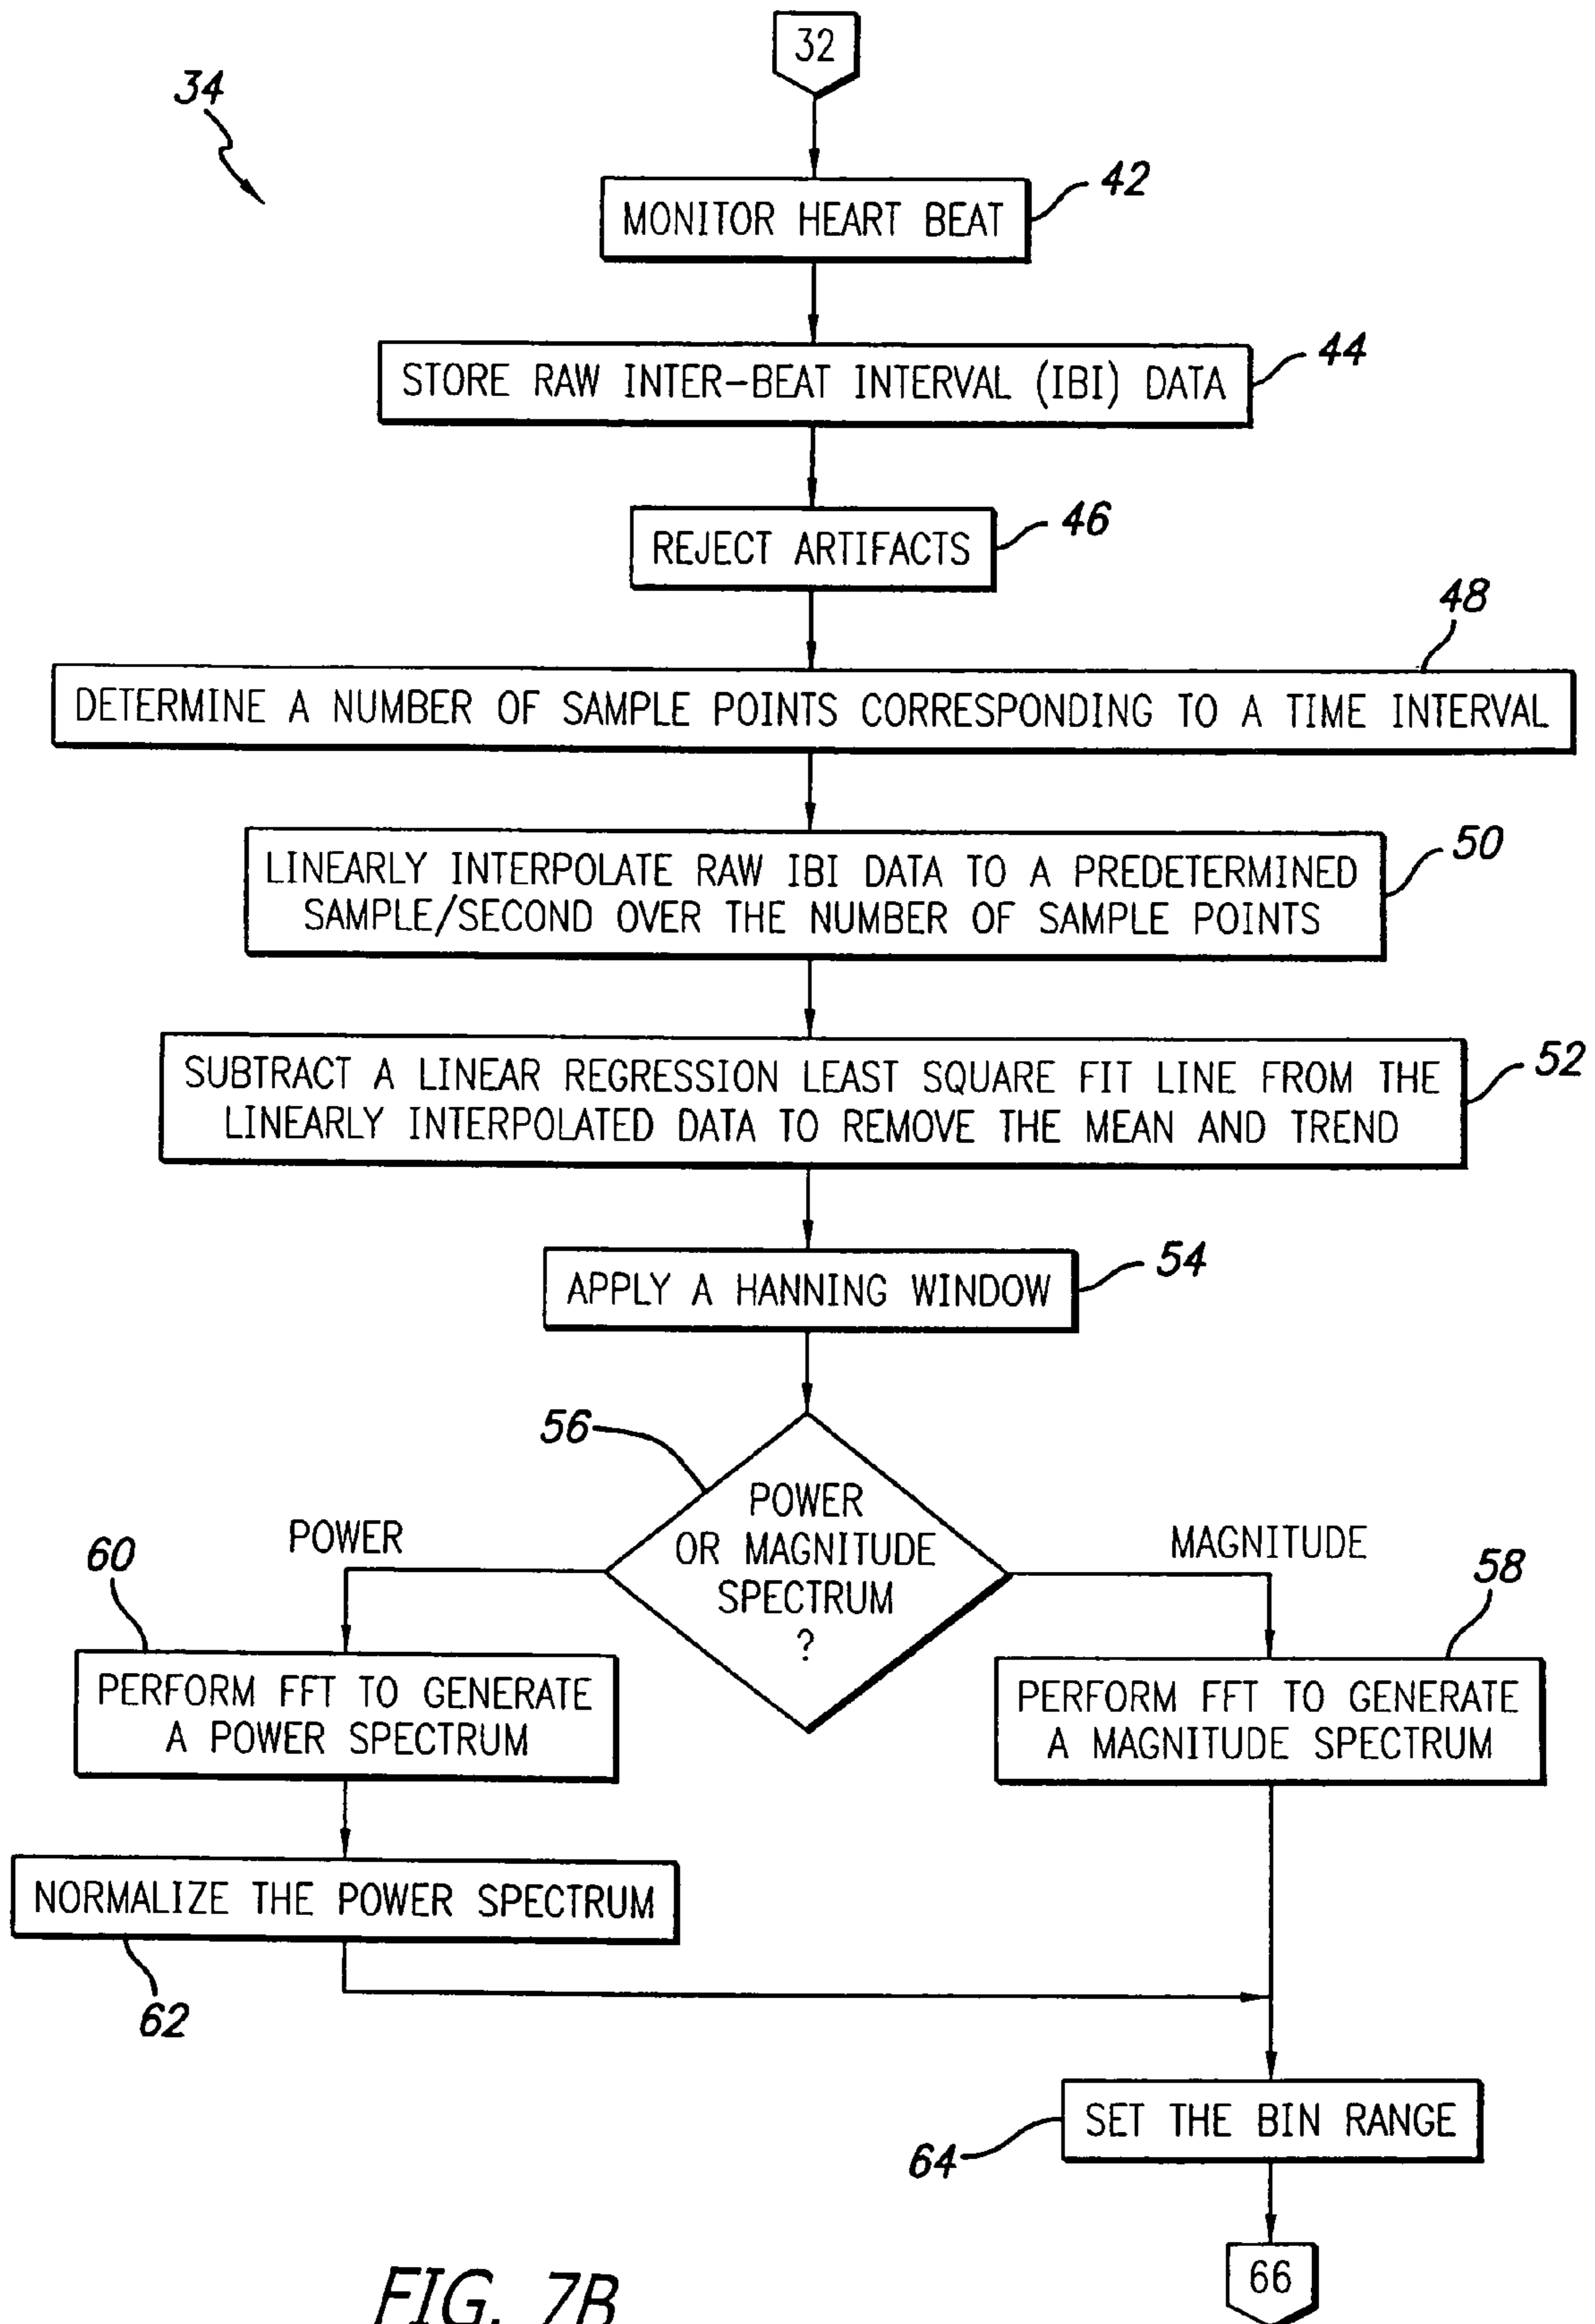 32
34
42
MONITOR HEART BEAT
44
STORE RAW INTER-BEAT INTERVAL (IBI) DATA
46
REJECT ARTIFACTS
48
DETERMINE A NUMBER OF SAMPLE POINTS CORRESPONDING TO A TIME INTERVAL
50
LINEARLY INTERPOLATE RAW IBI DATA TO A PREDETERMINED
SAMPLE/SECOND OVER THE NUMBER OF SAMPLE POINTS
52
SUBTRACT A LINEAR REGRESSION LEAST SQUARE FIT LINE FROM THE
LINEARLY INTERPOLATED DATA TO REMOVE THE MEAN AND TREND
54
APPLY A HANNING WINDOW
56
POWER
OR MAGNITUDE
SPECTRUM
?
POWER
MAGNITUDE
60
58
PERFORM FFT TO GENERATE
A POWER SPECTRUM
PERFORM FFT TO GENERATE
A MAGNITUDE SPECTRUM
NORMALIZE THE POWER SPECTRUM
62
SET THE BIN RANGE
64
66
FIG. 7B